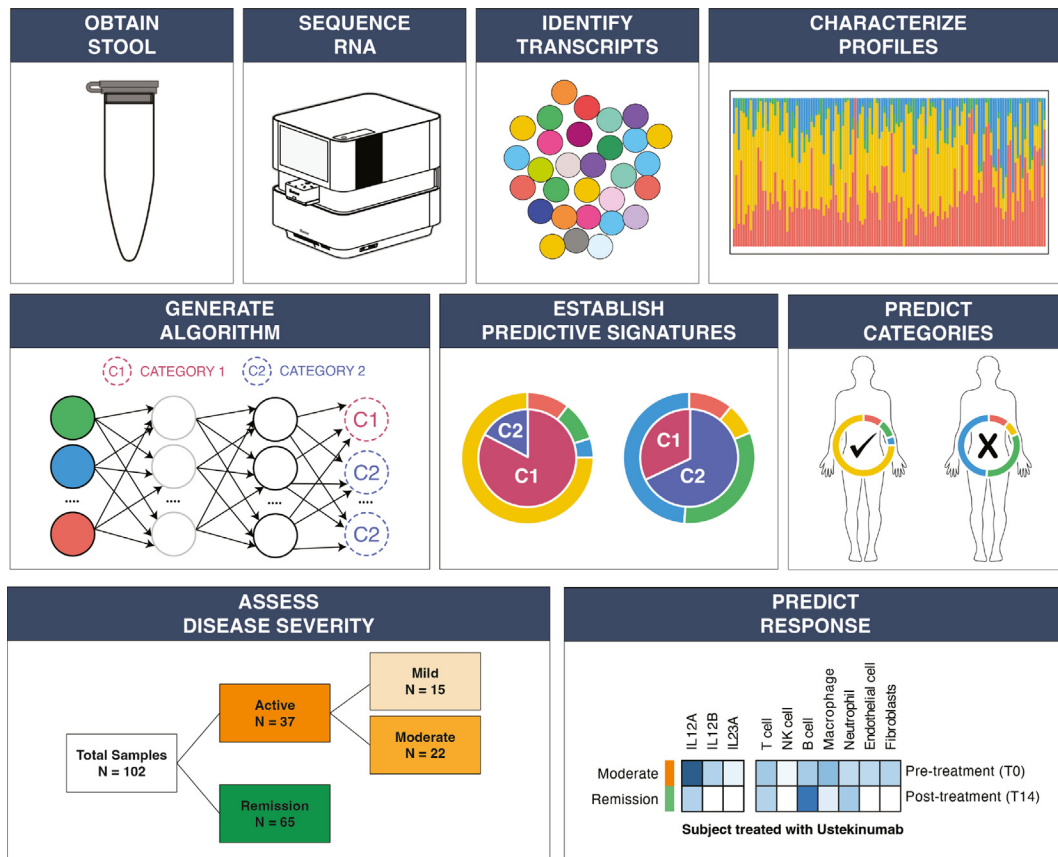 OBTAIN
STOOL
SEQUENCE
RNA
IDENTIFY
TRANSCRIPTS
CHARACTERIZE
PROFILES
GENERATE
ALGORITHM
C1 CATEGORY 1 C2 CATEGORY 2
C1
C2
.... .... .... ....
C2
ESTABLISH
PREDICTIVE SIGNATURES
C2
C1
C1
C2
PREDICT
CATEGORIES
ASSESS
DISEASE SEVERITY
Total Samples
N = 102
Active
N = 37
Remission
N = 65
Mild
N = 15
Moderate
N = 22
PREDICT
RESPONSE
IL12A
IL12B
IL23A
T cell
NK cell
B cell
Macrophage
Neutrophil
Endothelial cell
Fibroblasts
Moderate
Pre-treatment (T0)
Remission
Post-treatment (T14)
Subject treated with Ustekinumab